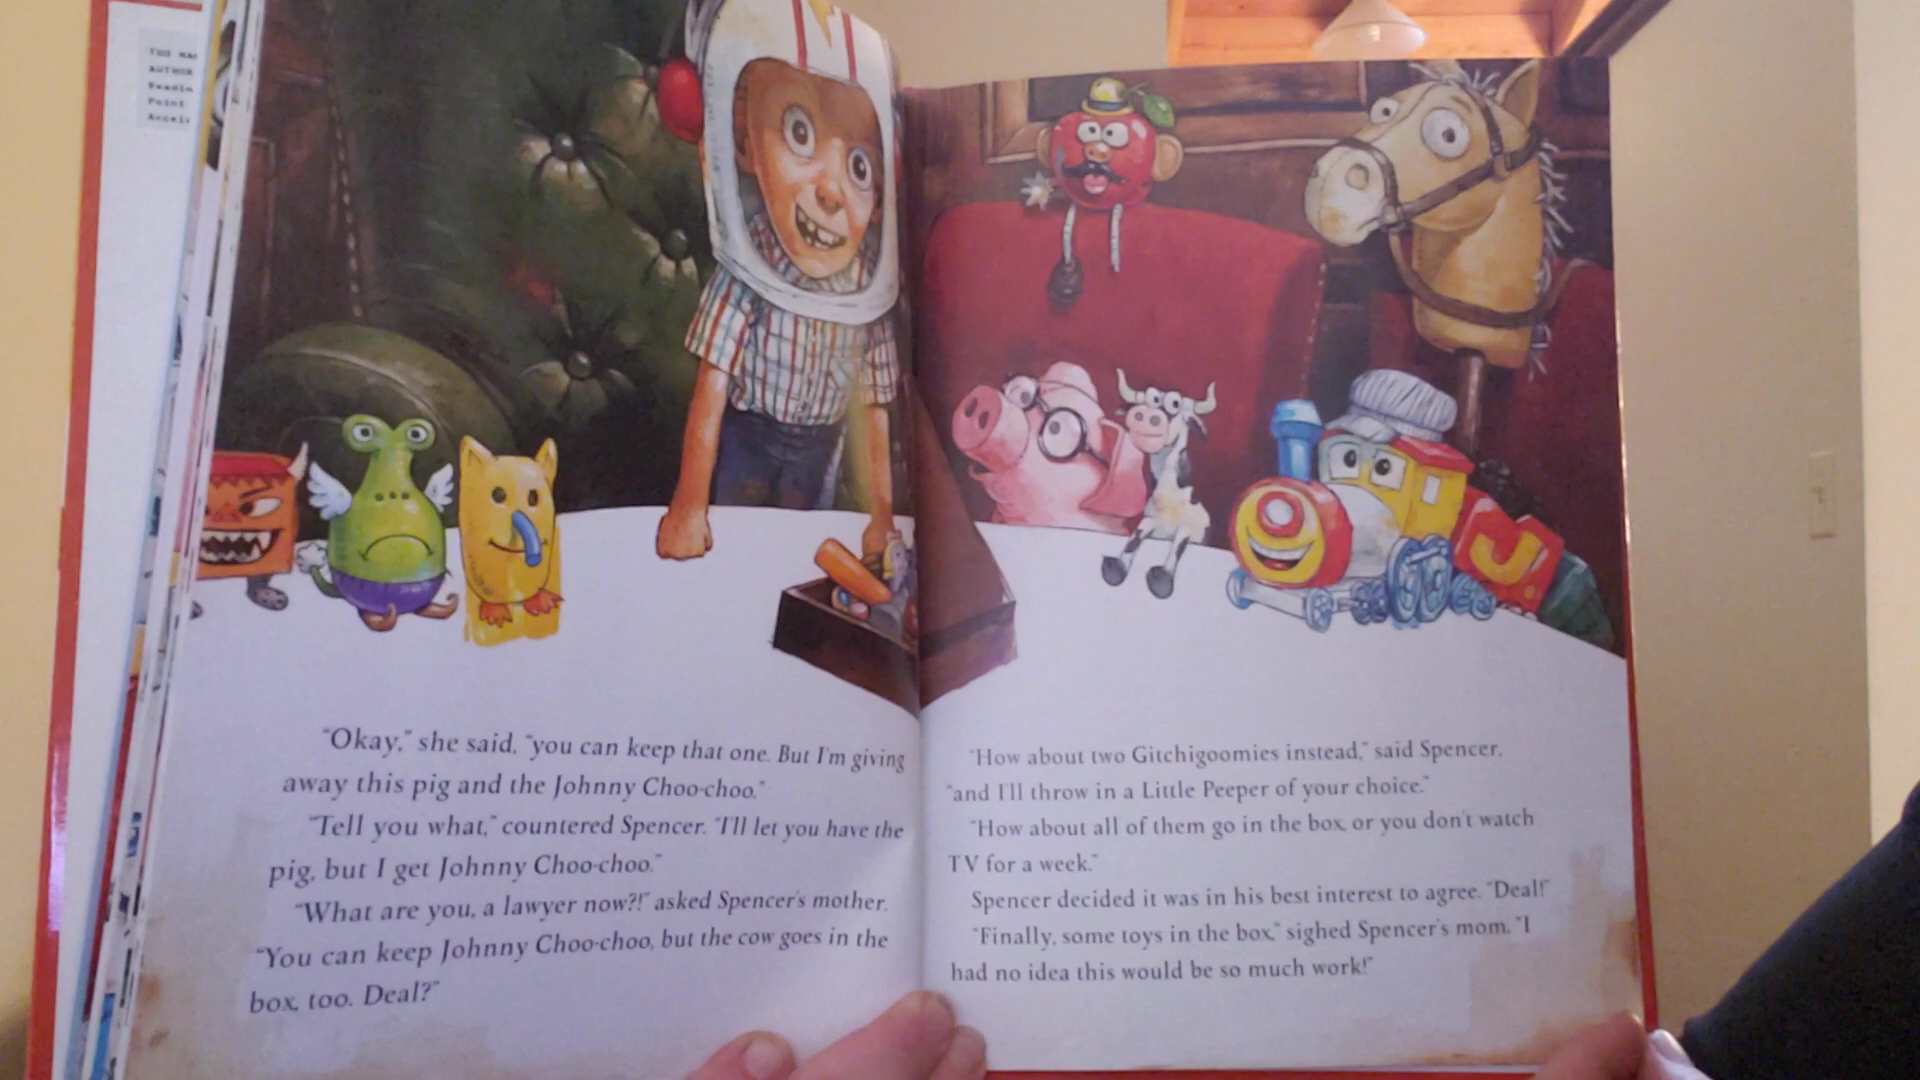 TOO MA
AUTHOR
Readin
Point
Accel
"Okay," she said, "you can keep that one. But I'm giving
away this pig and the Johnny Choo-choo."
"Tell you what," countered Spencer. "I'll let you have the
pig, but I get Johnny Choo-choo."
"What are you, a lawyer now?!" asked Spencer's mother.
"You can keep Johnny Choo-choo, but the cow goes in the
box, too. Deal?"
"How about two Gitchigoomies instead," said Spencer,
"and I'll throw in a Little Peeper of your choice."
"How about all of them go in the box, or you don't watch
TV for a week."
Spencer decided it was in his best interest to agree. "Deal!"
"Finally, some toys in the box," sighed Spencer's mom. "I
had no idea this would be so much work!"